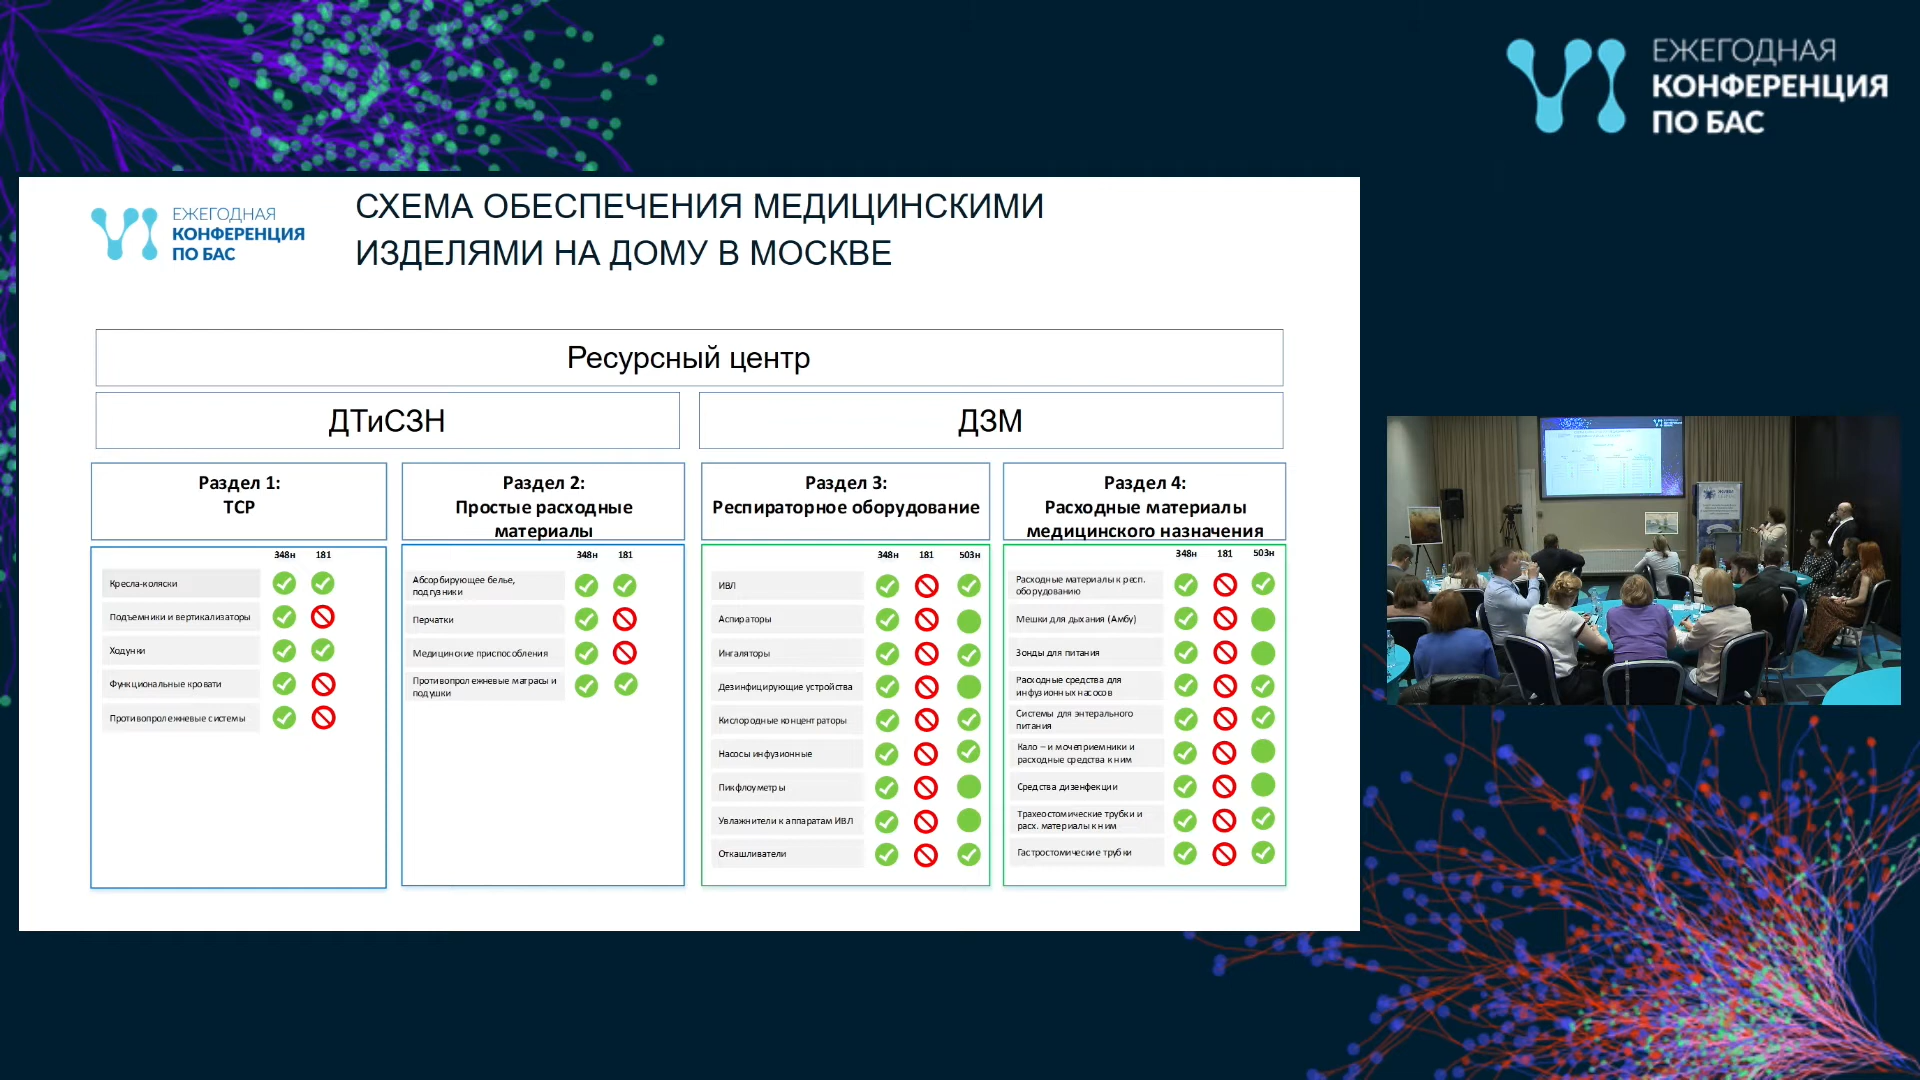 ЕЖЕГОДНАЯ
КОНФЕРЕНЦИЯ
ПО БАС
ЕЖЕГОДНАЯ
КОНФЕРЕНЦИЯ
ПО БАС
СХЕМА ОБЕСПЕЧЕНИЯ МЕДИЦИНСКИМИ
ИЗДЕЛЯМИ НА ДОМУ В МОСКВЕ
Ресурсный центр
ДТиСЗН
ДЗМ
Раздел 1:
ТСР
348н 181
Кресла-коляски
Подъемники и вертикализаторы
Ходунки
Функциональные кровати
Противопролежневые системы
Раздел 2:
Простые расходные
материалы
348н 181
Абсорбирующее белье,
подгузники
Перчатки
Медицинские приспособления
Противопролежневые матрасы и
подушки
Раздел 3:
Респираторное оборудование
348н 181 503н
ИВЛ
Аспираторы
Ингаляторы
Дезинфицирующие устройства
Кислородные концентраторы
Насосы инфузионные
Пикфлоуметры
Увлажнители к аппаратам ИВЛ
Откашливатели
Раздел 4:
Расходные материалы
медицинского назначения
348н 181 503н
Расходные материалы к респ.
оборудованию
Мешки для дыхания (Амбу)
Зонды для питания
Расходные средства для
инфузионных насосов
Системы для энтерального
питания
Кало – и мочеприемники и
расходные средства к ним
Средства дизенфекции
Трахеостомические трубки и
расх. материалы к ним
Гастростомические трубки